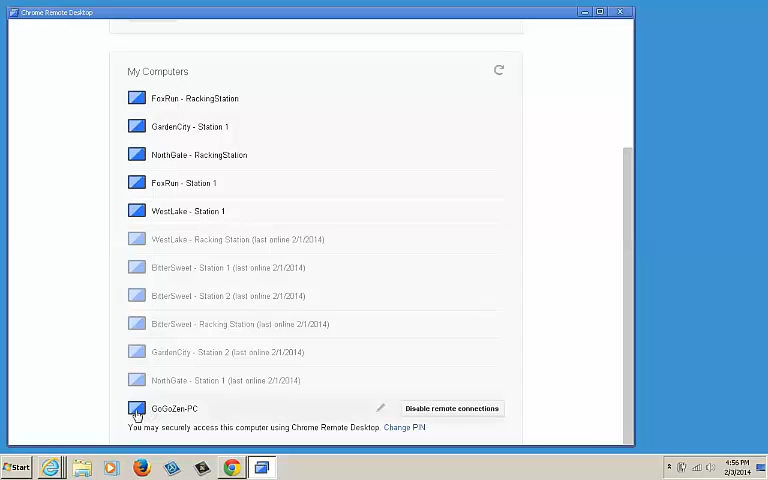 Chrome Remote Desktop
My Computers
FoxRun - RackingStation
GardenCity - Station 1
NorthGate - RackingStation
FoxRun - Station 1
WestLake - Station 1
WestLake - Racking Station (last online 2/1/2014)
BitterSweet - Station 1 (last online 2/1/2014)
BitterSweet - Station 2 (last online 2/1/2014)
BitterSweet - Racking Station (last online 2/1/2014)
GardenCity - Station 2 (last online 2/1/2014)
NorthGate - Station 1 (last online 2/1/2014)
GoGoZen-PC Disable remote connections
You may securely access this computer using Chrome Remote Desktop. Change PIN
Start 4:56 PM
2/3/2014